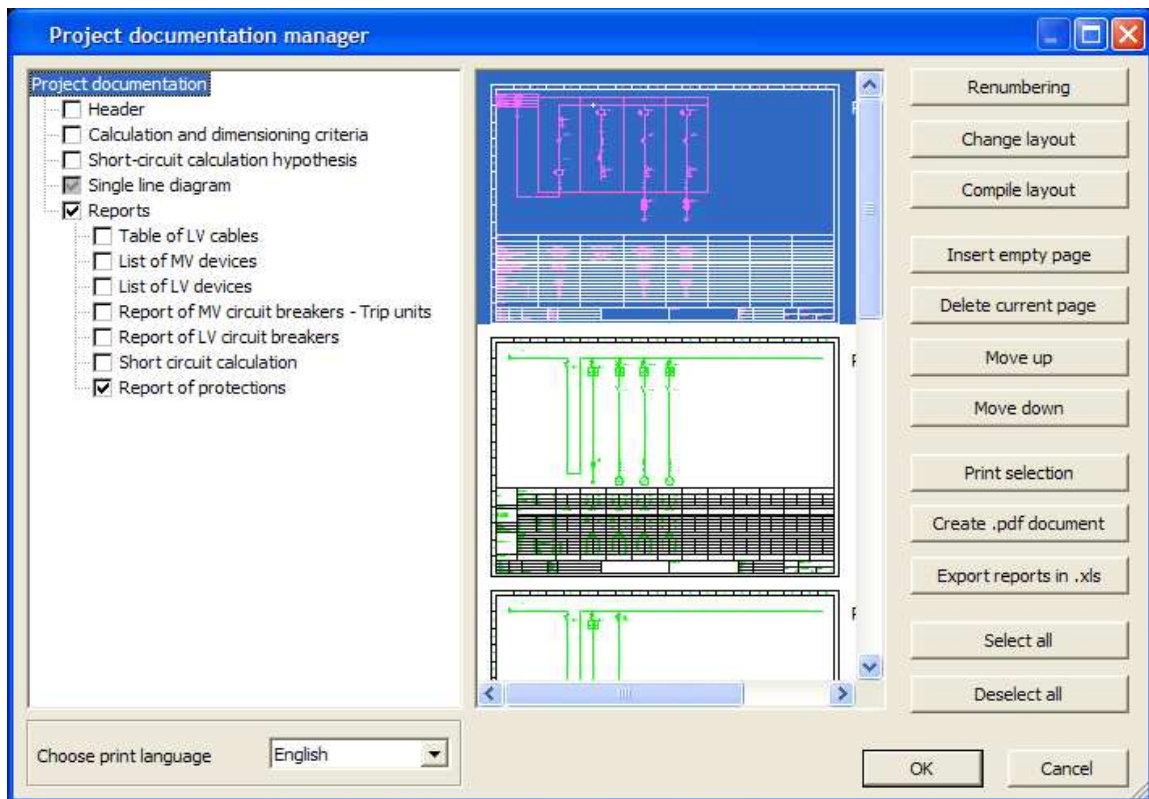 Project documentation manager
Project documentation
Header
Calculation and dimensioning criteria
Short-circuit calculation hypothesis
Single line diagram
Reports
Table of LV cables
List of MV devices
List of LV devices
Report of MV circuit breakers - Trip units
Report of LV circuit breakers
Short circuit calculation
Report of protections
Choose print language
English
Renumbering
Change layout
Compile layout
Insert empty page
Delete current page
Move up
Move down
Print selection
Create .pdf document
Export reports in .xls
Select all
Deselect all
OK
Cancel